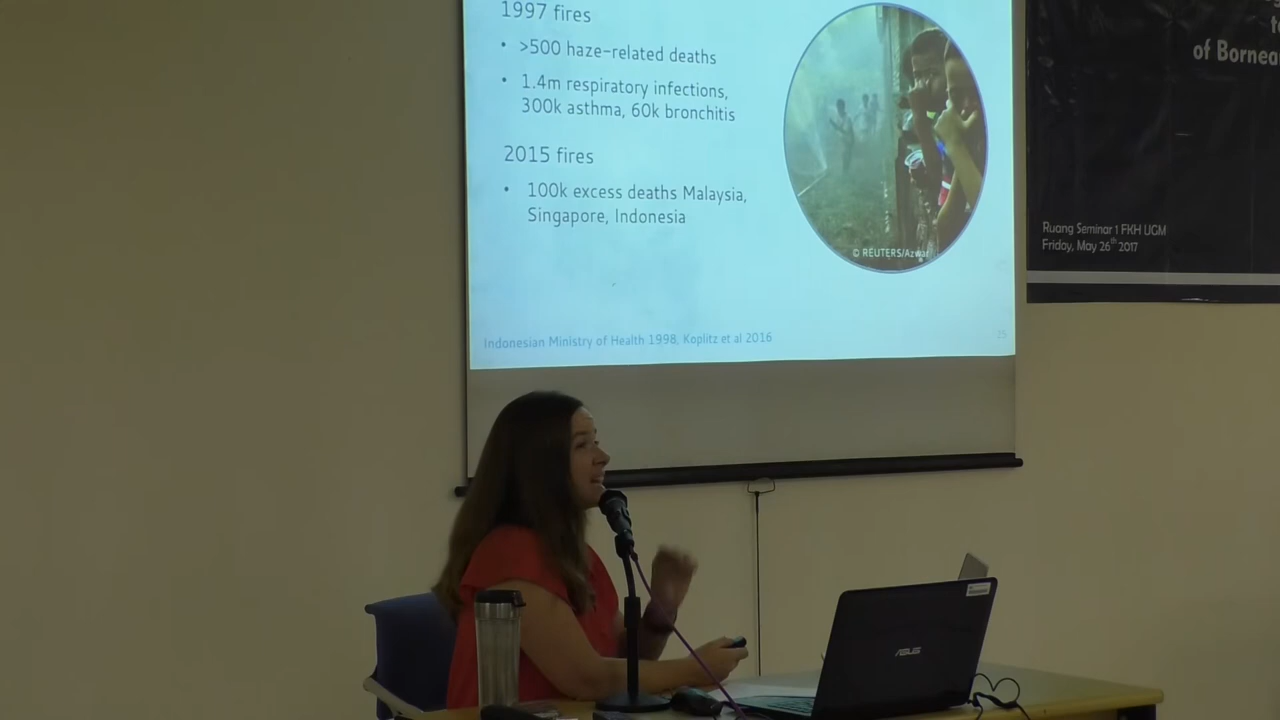 1997 fires
• >500 haze-related deaths
• 1.4m respiratory infections,
300k asthma, 60k bronchitis
2015 fires
• 100k excess deaths Malaysia,
Singapore, Indonesia
© REUTERS/Azwar
Indonesian Ministry of Health 1998, Koplitz et al 2016
25
of Bornea
Ruang Seminar 1 FKH UGM
Friday, May 26th 2017
ASUS